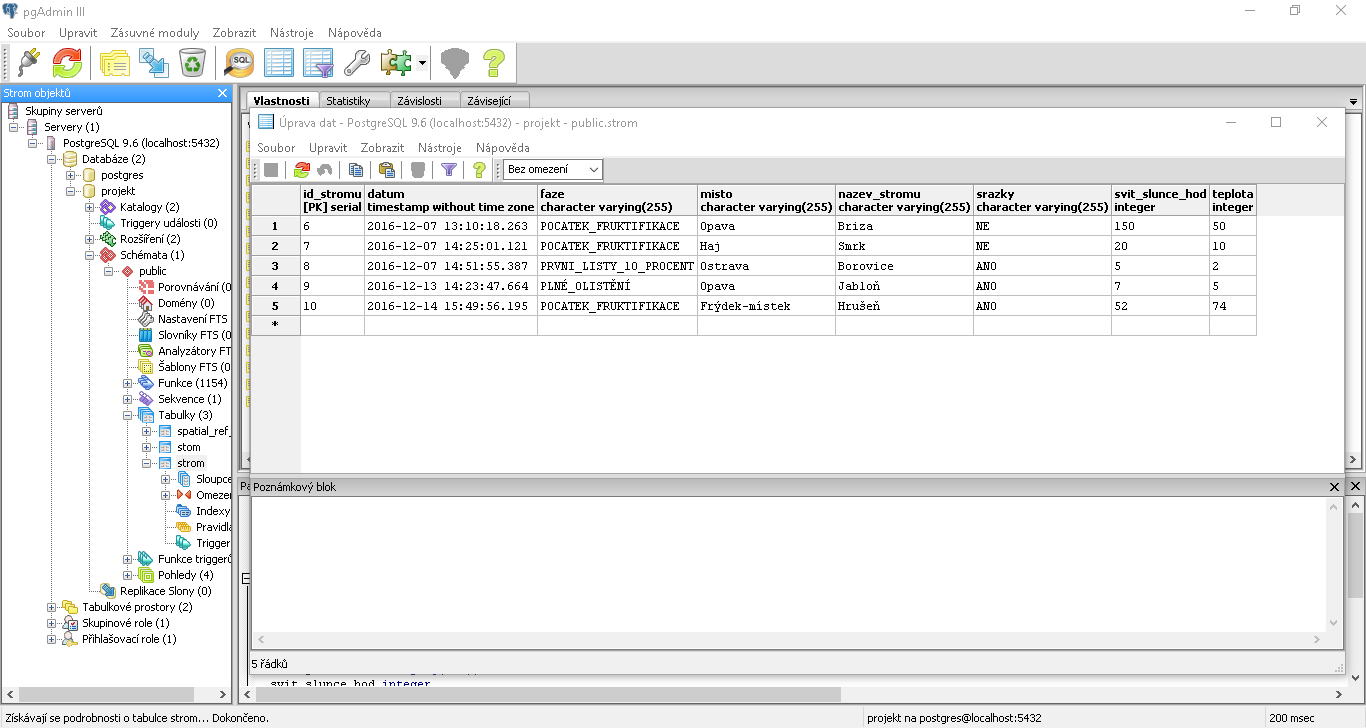 pgAdmin III
Soubor Upravit Zásuvné moduly Zobrazit Nástroje Nápověda
SQL
Strom objektů
Skupiny serverů
Servery (1)
PostgreSQL 9.6 (localhost:5432)
Databáze (2)
postgres
projekt
Katalogy (2)
Triggery události (0)
Rozšíření (2)
Schémata (1)
public
Porovnávání (0
Domény (0)
Nastavení FTS
Slovníky FTS (0
Analyzátory FT
Šablony FTS (0
Funkce (1154)
Sekvence (1)
Tabulky (3)
spatial_ref_
stom
strom
Sloupce
Omezen
Indexy
Pravidla
Trigger
Funkce triggerů
Pohledy (4)
Replikace Slony (0)
Tabulkové prostory (2)
Skupinové role (1)
Přihlašovací role (1)
Vlastnosti Statistiky Závislosti Závisející
Úprava dat - PostgreSQL 9.6 (localhost:5432) - projekt - public.strom
Soubor Upravit Zobrazit Nástroje Nápověda
Bez omezení
id_stromu datum faze misto nazev_stromu srazky svit_slunce_hod teplota
[PK] serial timestamp without time zone character varying(255) character varying(255) character varying(255) character varying(255) integer integer
1 6 2016-12-07 13:10:18.263 POCATEK_FRUKTIFIKACE Opava Briza NE 150 50
2 7 2016-12-07 14:25:01.121 POCATEK_FRUKTIFIKACE Haj Smrk NE 20 10
3 8 2016-12-07 14:51:55.387 PRVNI_LISTY_10_PROCENT Ostrava Borovice ANO 5 2
4 9 2016-12-13 14:23:47.664 PLNÉ_OLISTĚNÍ Opava Jabloň ANO 7 5
5 10 2016-12-14 15:49:56.195 POCATEK_FRUKTIFIKACE Frýdek-místek Hrušeň ANO 52 74
*
Pa
Poznámkový blok
5 řádků
svit_slunce_hod integer
Získávají se podrobnosti o tabulce strom... Dokončeno. projekt na postgres@localhost:5432 200 msec